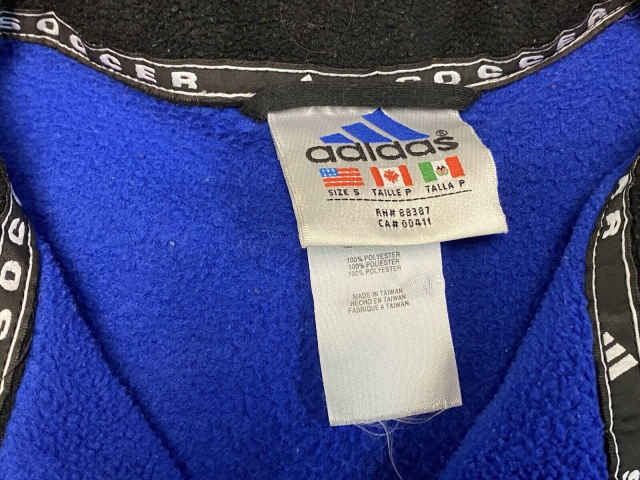 SOCCER
SOCCER
SOCCER
SOCCER
adidas®
SIZE S TAILLE P TALLA P
RN# 88387
CA# 00411
100% POLYESTER
100% POLYESTER
100% POLYESTER
MADE IN TAIWAN
HECHO EN TAIWAN
FABRIQUE A TAIWAN